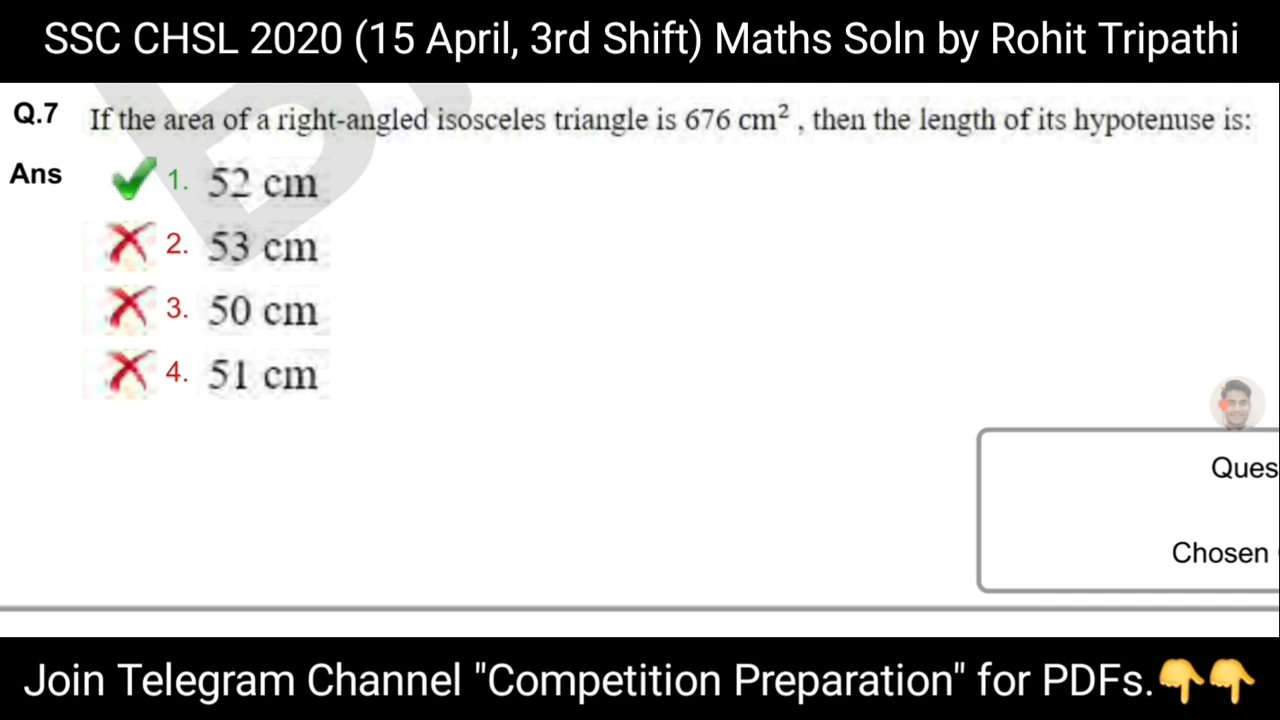 SSC CHSL 2020 (15 April, 3rd Shift) Maths Soln by Rohit Tripathi
Q.7 If the area of a right-angled isosceles triangle is 676 cm², then the length of its hypotenuse is:
Ans 1. 52 cm
2. 53 cm
3. 50 cm
4. 51 cm
Ques
Chosen
Join Telegram Channel "Competition Preparation" for PDFs.👇👇